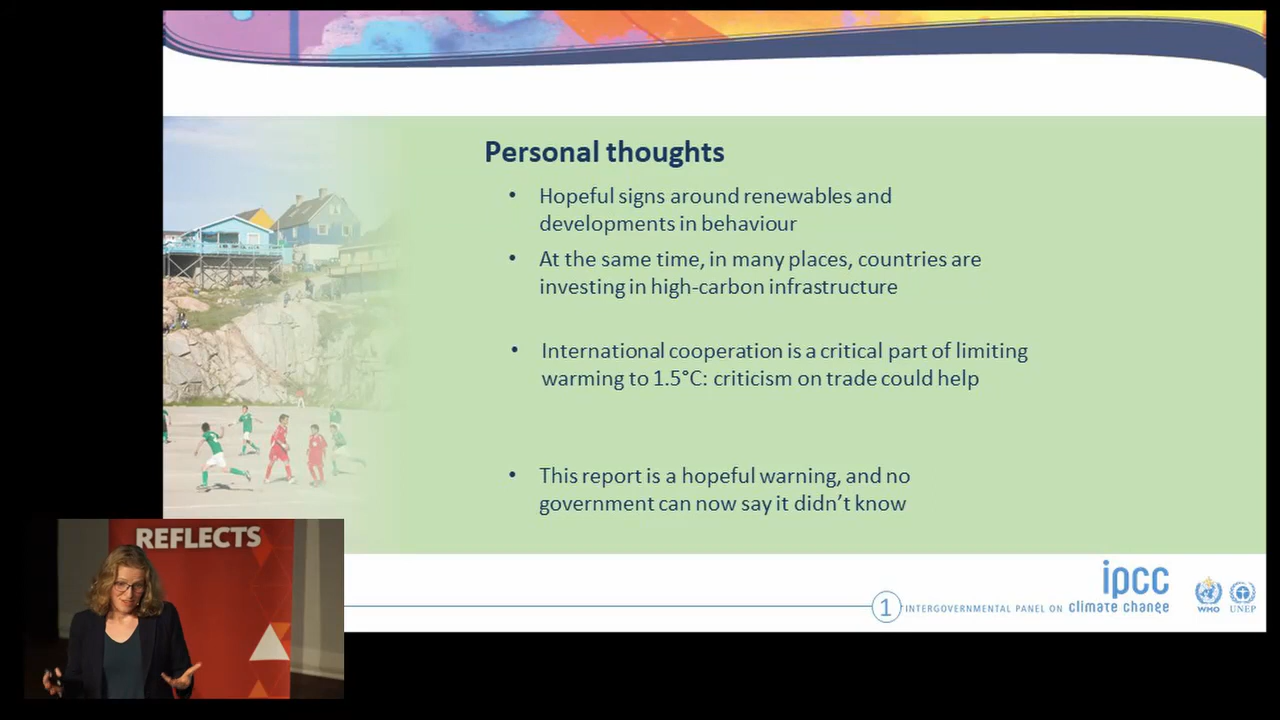 Personal thoughts
• Hopeful signs around renewables and
developments in behaviour
• At the same time, in many places, countries are
investing in high-carbon infrastructure
• International cooperation is a critical part of limiting
warming to 1.5°C: criticism on trade could help
• This report is a hopeful warning, and no
government can now say it didn't know
REFLECTS
1
INTERGOVERNMENTAL PANEL ON climate change
ipcc
WMO
UNEP